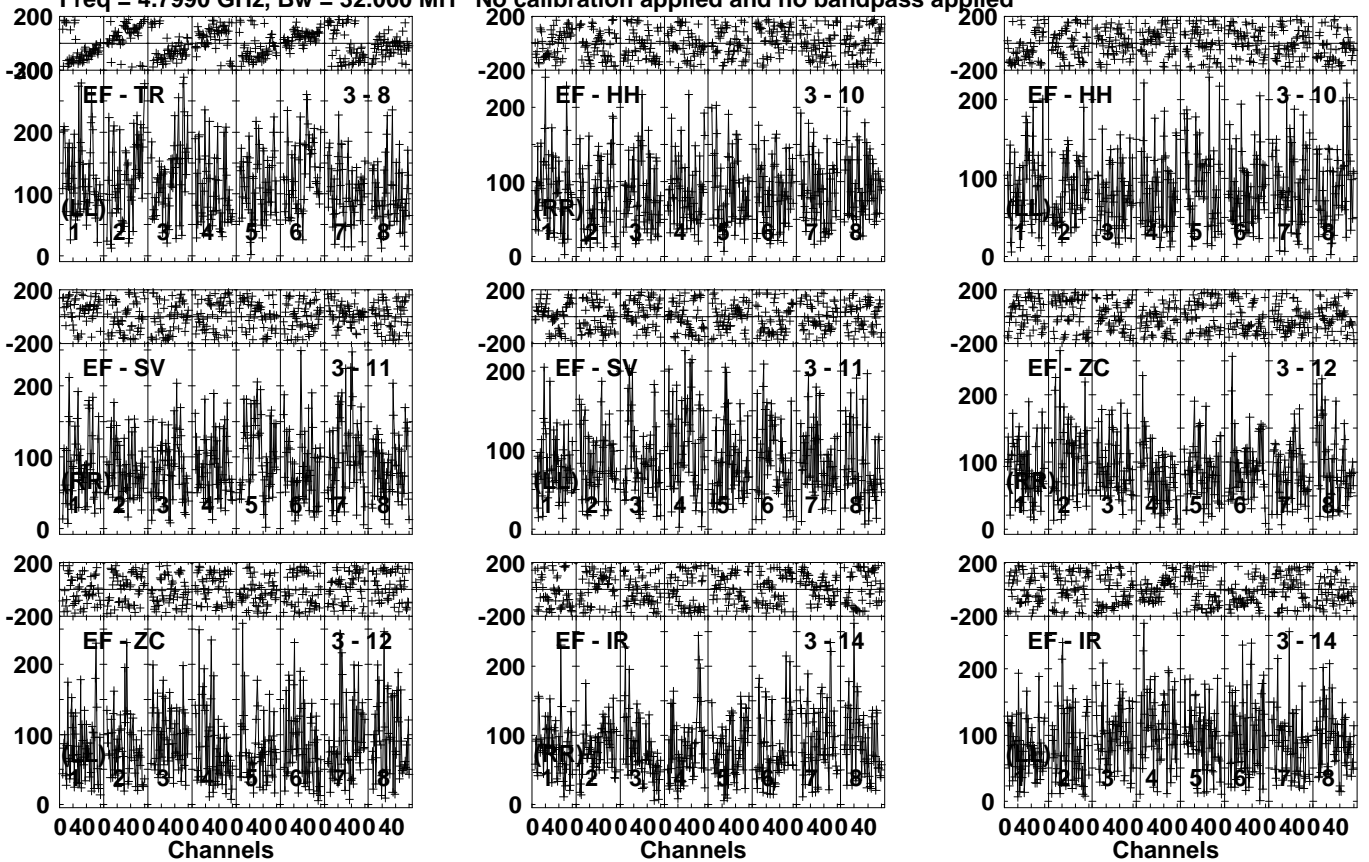 Freq = 4.7990 GHz, Bw = 32.000 MH No calibration applied and no bandpass applied
200 200 200
-200 -200 -200
300
EF - TR 3 - 8 EF - HH 3 - 10 EF - HH 3 - 10
200 200 200
100 100 100
(LL) (RR) (LL)
1 2 3 4 5 6 7 8 1 2 3 4 5 6 7 8 1 2 3 4 5 6 7 8
0 0 0
200 200 200
-200 -200 -200
EF - SV 3 - 11 EF - SV 3 - 11 EF - ZC 3 - 12
200 200 200
100 100 100
(RR) (LL) (RR)
1 2 3 4 5 6 7 8 1 2 3 4 5 6 7 8 1 2 3 4 5 6 7 8
0 0 0
200 200 200
-200 -200 -200
EF - ZC 3 - 12 EF - IR 3 - 14 EF - IR 3 - 14
200 200 200
100 100 100
(LL) (RR) (LL)
1 2 3 4 5 6 7 8 1 2 3 4 5 6 7 8 1 2 3 4 5 6 7 8
0 0 0
0 40 0 40 0 40 0 40 0 40 0 40 0 40 0 40 0 40 0 40 0 40 0 40 0 40 0 40 0 40 0 40 0 40 0 40 0 40 0 40 0 40 0 40 0 40 0 40
Channels Channels Channels